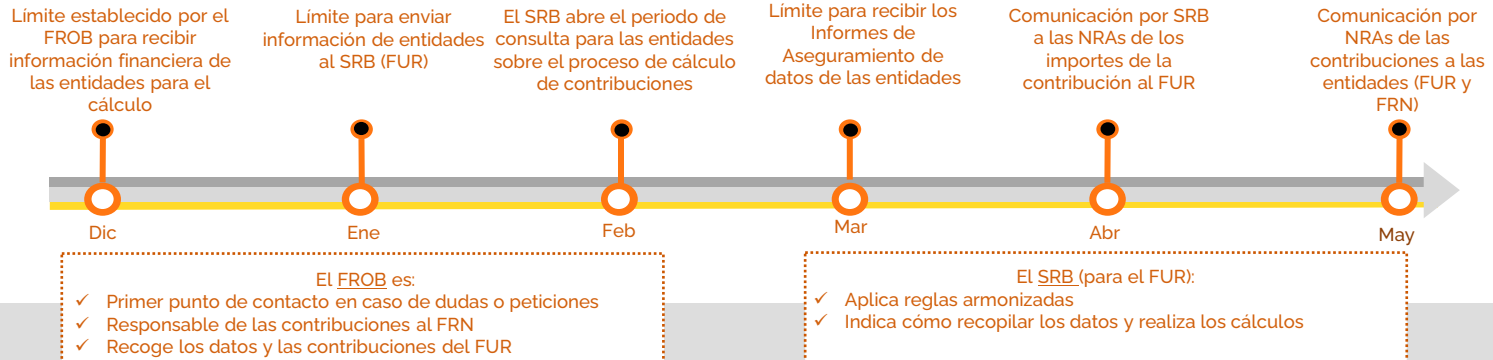 Límite establecido por el
FROB para recibir
información financiera de
las entidades para el
cálculo
Límite para enviar
información de entidades
al SRB (FUR)
El SRB abre el periodo de
consulta para las entidades
sobre el proceso de cálculo
de contribuciones
Límite para recibir los
Informes de
Aseguramiento de
datos de las entidades
Comunicación por SRB
a las NRAs de los
importes de la
contribución al FUR
Comunicación por
NRAs de las
contribuciones a las
entidades (FUR y
FRN)
Dic
Ene
Feb
Mar
Abr
May
El FROB es:
✓ Primer punto de contacto en caso de dudas o peticiones
✓ Responsable de las contribuciones al FRN
✓ Recoge los datos y las contribuciones del FUR
El SRB (para el FUR):
✓ Aplica reglas armonizadas
✓ Indica cómo recopilar los datos y realiza los cálculos